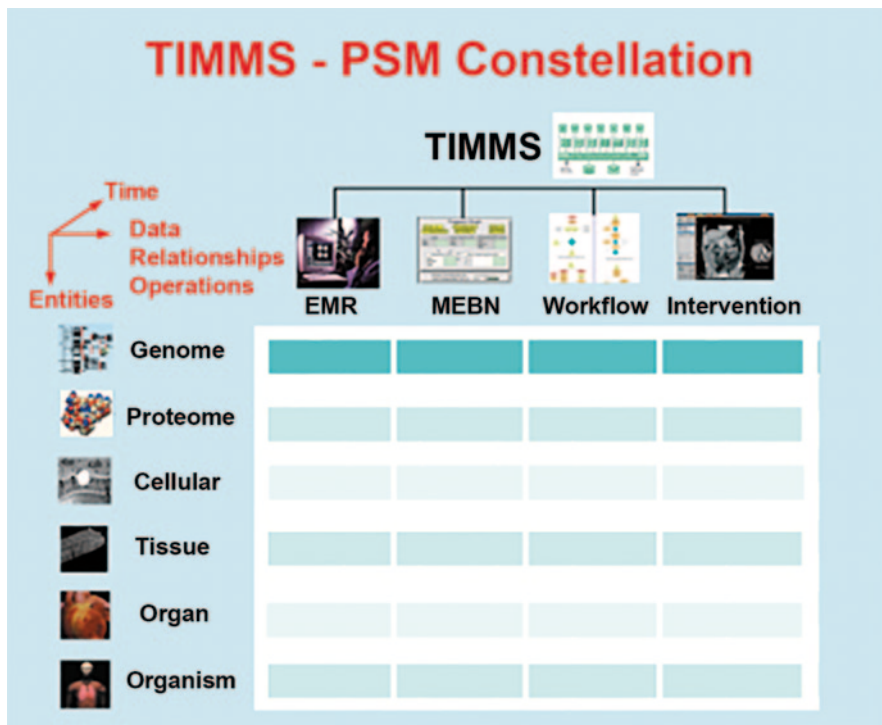 TIMMS - PSM Constellation
TIMMS
Time
Data
Relationships
Operations
Entities
EMR
MEBN
Workflow
Intervention
Genome
Proteome
Cellular
Tissue
Organ
Organism